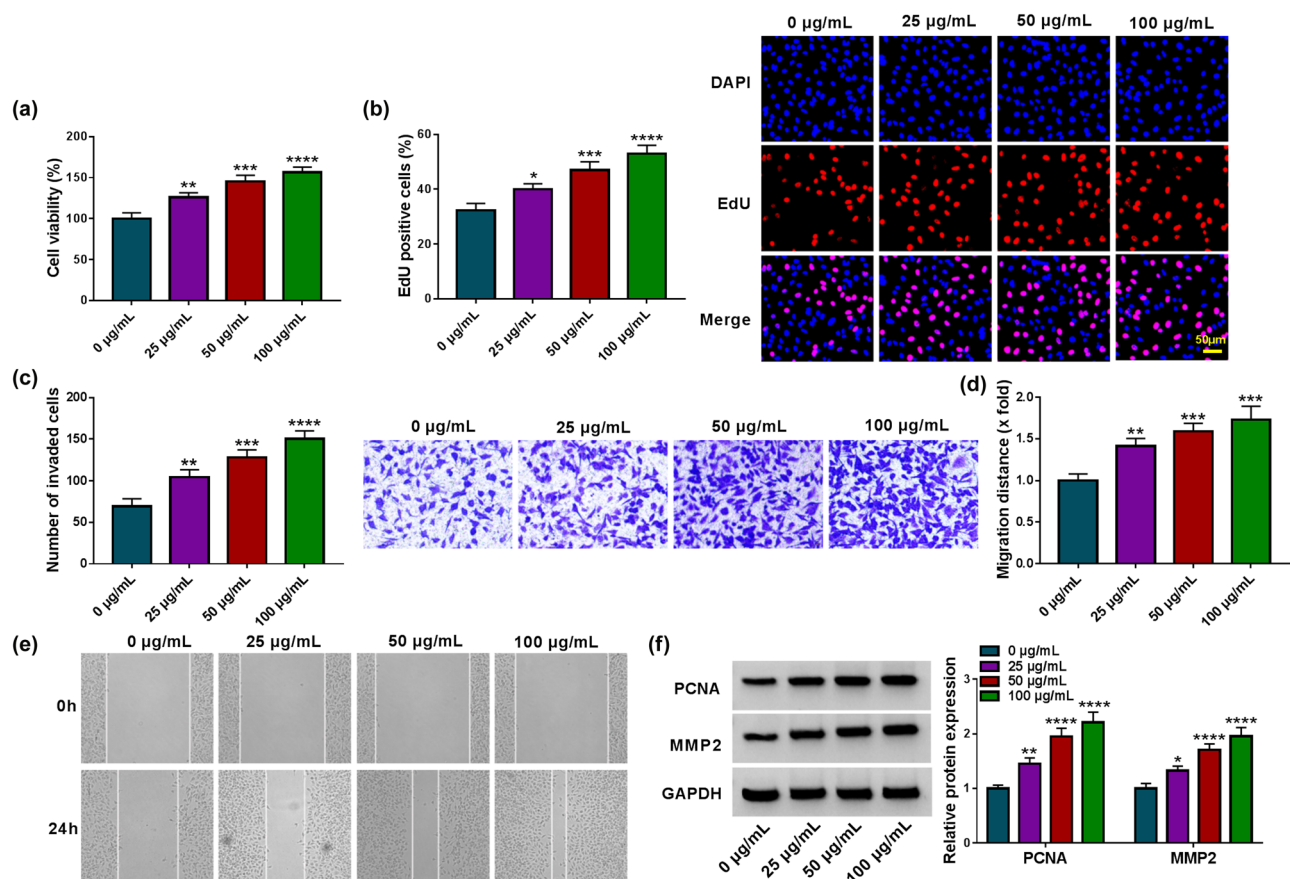 (a)
Cell viability (%)
200
150
100
50
0
**
***
****
0 µg/mL
25 µg/mL
50 µg/mL
100 µg/mL
(b)
EdU positive cells (%)
60
40
20
0
*
***
****
0 µg/mL
25 µg/mL
50 µg/mL
100 µg/mL
0 µg/mL 25 µg/mL 50 µg/mL 100 µg/mL
DAPI
EdU
Merge
50µm
(c)
Number of invaded cells
200
150
100
50
0
**
***
****
0 µg/mL
25 µg/mL
50 µg/mL
100 µg/mL
0 µg/mL 25 µg/mL 50 µg/mL 100 µg/mL
(d)
Migration distance (x fold)
2.0
1.5
1.0
0.5
0.0
**
***
***
0 µg/mL
25 µg/mL
50 µg/mL
100 µg/mL
(e)
0 µg/mL 25 µg/mL 50 µg/mL 100 µg/mL
0h
24h
(f)
PCNA
MMP2
GAPDH
0 µg/mL
25 µg/mL
50 µg/mL
100 µg/mL
Relative protein expression
3
2
1
0
0 µg/mL
25 µg/mL
50 µg/mL
100 µg/mL
**
****
****
*
****
****
PCNA MMP2